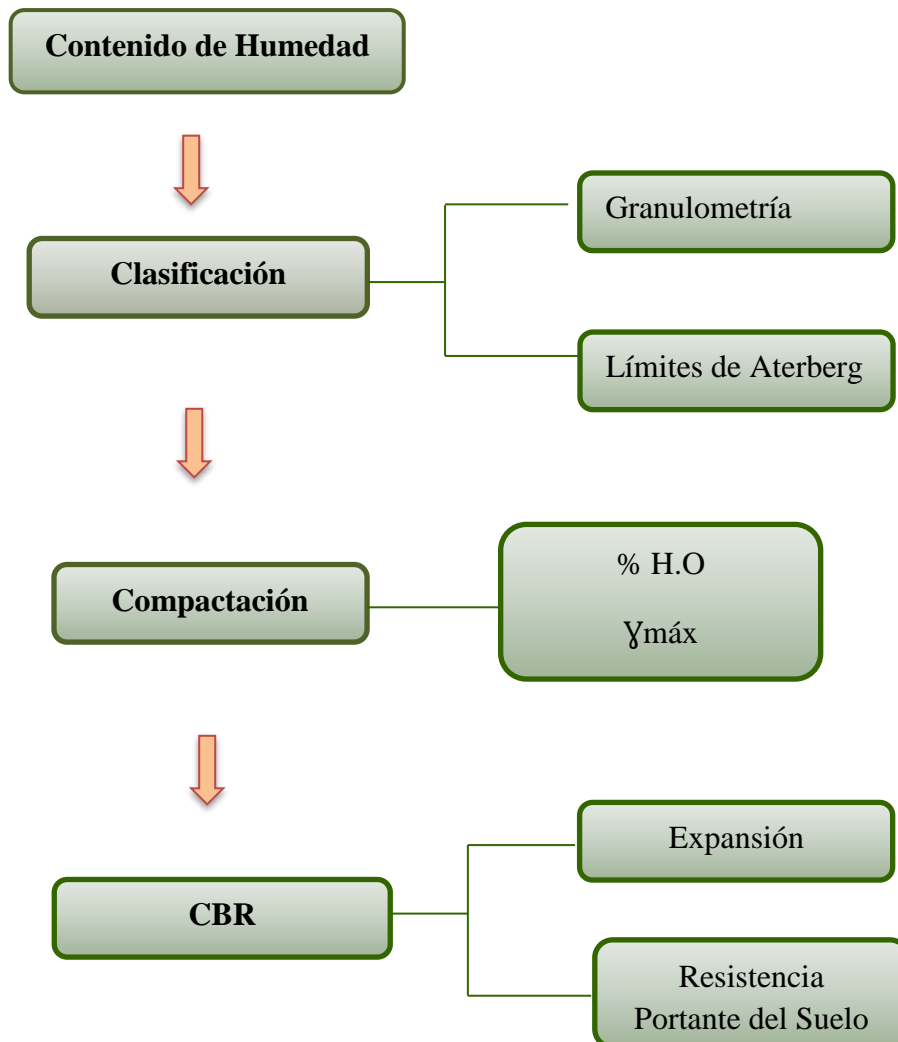 Contenido de Humedad
Granulometría
Clasificación
Límites de Aterberg
% H.O
Compactación
Ɣmáx
Expansión
CBR
Resistencia
Portante del Suelo